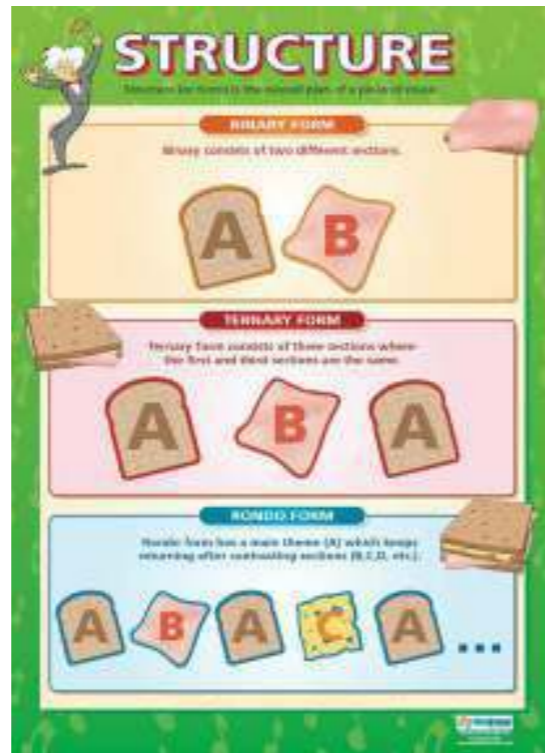 STRUCTURE
Structure (or form) is the overall plan of a piece of music
BINARY FORM
Binary consists of two different sections.
A B
TERNARY FORM
Ternary form consists of three sections where
the first and third sections are the same.
A B A
RONDO FORM
Rondo form has a main theme (A) which keeps
returning after contrasting sections (B,C,D, etc.).
A B A C A ...